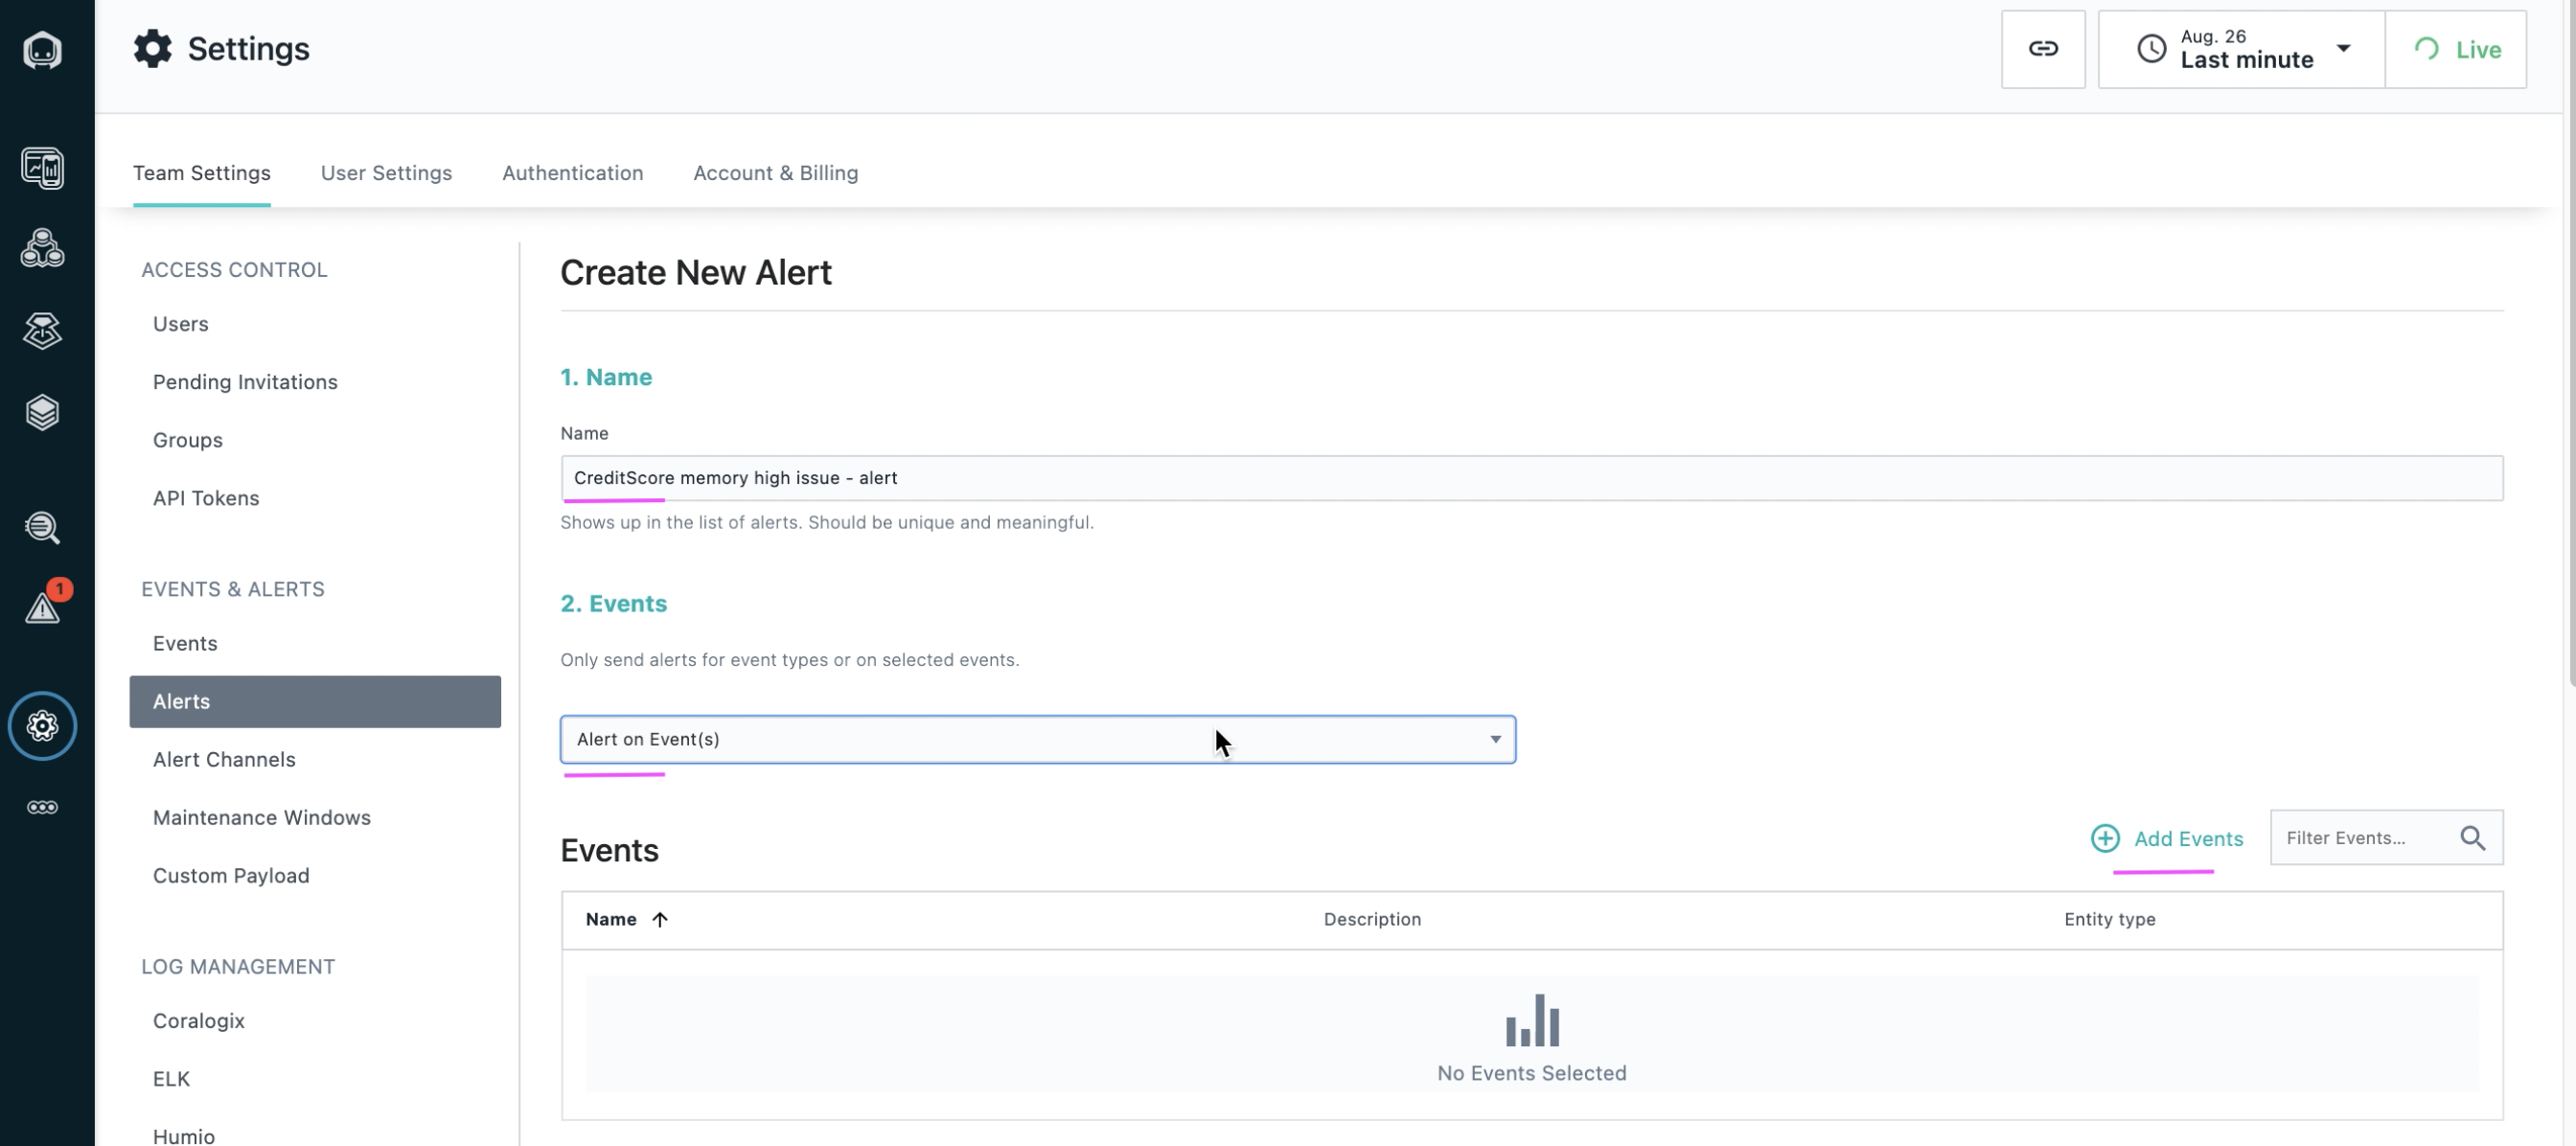 Settings
Aug. 26
Last minute
Live
Team Settings
User Settings
Authentication
Account & Billing
ACCESS CONTROL
Users
Pending Invitations
Groups
API Tokens
EVENTS & ALERTS
1
Events
Alerts
Alert Channels
Maintenance Windows
Custom Payload
LOG MANAGEMENT
Coralogix
ELK
Humio
Create New Alert
1. Name
Name
CreditScore memory high issue - alert
Shows up in the list of alerts. Should be unique and meaningful.
2. Events
Only send alerts for event types or on selected events.
Alert on Event(s)
Events
Add Events
Filter Events...
Name
Description
Entity type
No Events Selected